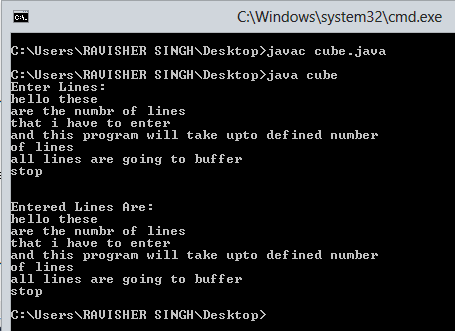 C:\Windows\system32\cmd.exe
C:\Users\RAVISHER SINGH\Desktop>javac cube.java
C:\Users\RAVISHER SINGH\Desktop>java cube
Enter Lines:
hello these
are the numbr of lines
that i have to enter
and this program will take upto defined number
of lines
all lines are going to buffer
stop
Entered Lines Are:
hello these
are the numbr of lines
that i have to enter
and this program will take upto defined number
of lines
all lines are going to buffer
stop
C:\Users\RAVISHER SINGH\Desktop>